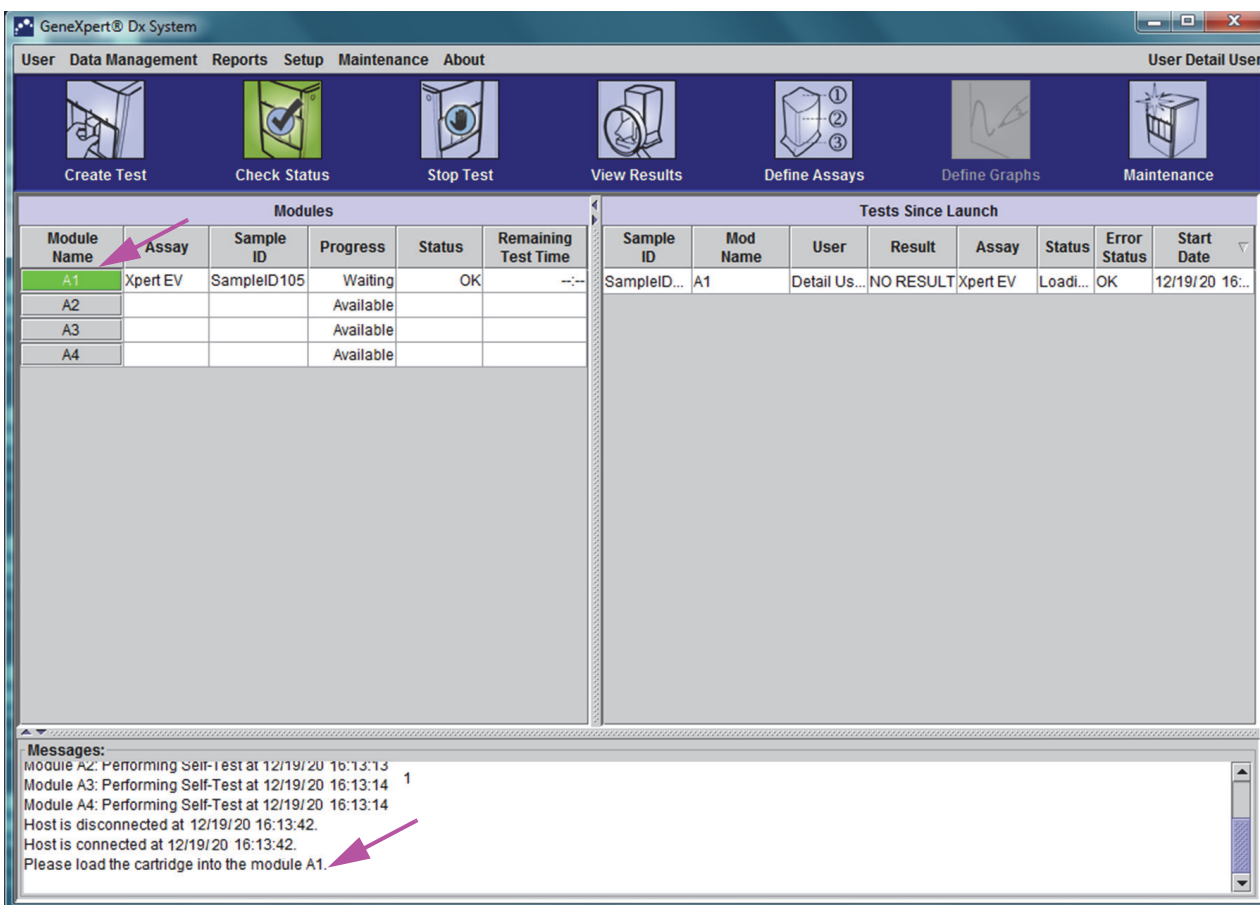 GeneXpert® Dx System
User Data Management Reports Setup Maintenance About User Detail User
Create Test Check Status Stop Test View Results Define Assays Define Graphs Maintenance
①
②
③
Modules Tests Since Launch
Module Name Assay Sample ID Progress Status Remaining Test Time Sample ID Mod Name User Result Assay Status Error Status Start Date
A1 Xpert EV SampleID105 Waiting OK --:-- SampleID... A1 Detail Us... NO RESULT Xpert EV Loadi... OK 12/19/20 16:...
A2 Available
A3 Available
A4 Available
Messages:
Module A2: Performing Self-Test at 12/19/20 16:13:13
Module A3: Performing Self-Test at 12/19/20 16:13:14 1
Module A4: Performing Self-Test at 12/19/20 16:13:14
Host is disconnected at 12/19/20 16:13:42.
Host is connected at 12/19/20 16:13:42.
Please load the cartridge into the module A1.